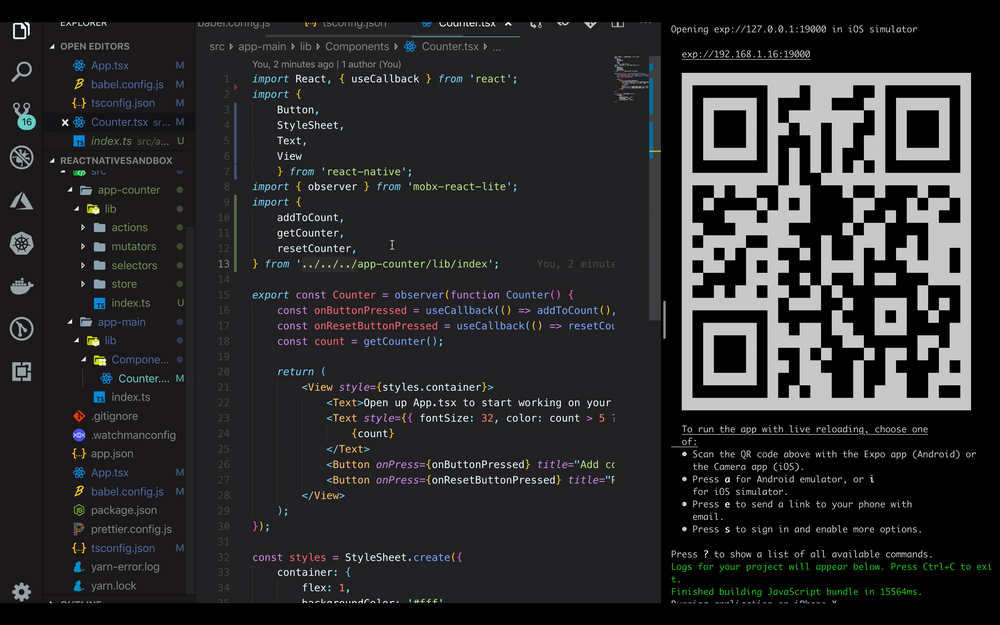 EXPLORER
OPEN EDITORS
App.tsx M
babel.config.js M
tsconfig.json M
Counter.tsx sr... M
index.ts src/a... U
16
REACTNATIVESANDBOX
src
app-counter
lib
actions
mutators
selectors
store
index.ts U
app-main
lib
Compone...
Counter.... M
index.ts
.gitignore
.watchmanconfig
app.json
App.tsx M
babel.config.js M
package.json
prettier.config.js
tsconfig.json M
yarn-error.log
yarn.lock
OUTLINE
babel.config.js tsconfig.json Counter.tsx
src app-main lib Components Counter.tsx ...
You, 2 minutes ago | 1 author (You)
1 import React, { useCallback } from 'react';
2 import {
3 Button,
4 StyleSheet,
5 Text,
6 View
7 } from 'react-native';
8 import { observer } from 'mobx-react-lite';
9 import {
10 addToCount,
11 getCounter,
12 resetCounter,
13 } from '../../../app-counter/lib/index'; You, 2 minute
14
15 export const Counter = observer(function Counter() {
16 const onButtonPressed = useCallback(() => addToCount(),
17 const onResetButtonPressed = useCallback(() => resetCou
18 const count = getCounter();
19
20 return (
21 <View style={styles.container}>
22 <Text>Open up App.tsx to start working on your
23 <Text style={{ fontSize: 32, color: count > 5 ?
24 {count}
25 </Text>
26 <Button onPress={onButtonPressed} title="Add co
27 <Button onPress={onResetButtonPressed} title="R
28 </View>
29 );
30 });
31
32 const styles = StyleSheet.create({
33 container: {
34 flex: 1,
35 backgroundColor: '#fff'
Opening exp://127.0.0.1:19000 in iOS simulator
exp://192.168.1.16:19000
To run the app with live reloading, choose one
of:
• Scan the QR code above with the Expo app (Android) or
the Camera app (iOS).
• Press a for Android emulator, or i
for iOS simulator.
• Press e to send a link to your phone with
email.
• Press s to sign in and enable more options.
Press ? to show a list of all available commands.
Logs for your project will appear below. Press Ctrl+C to exi
t.
Finished building JavaScript bundle in 15564ms.
Running application on iPhone X.